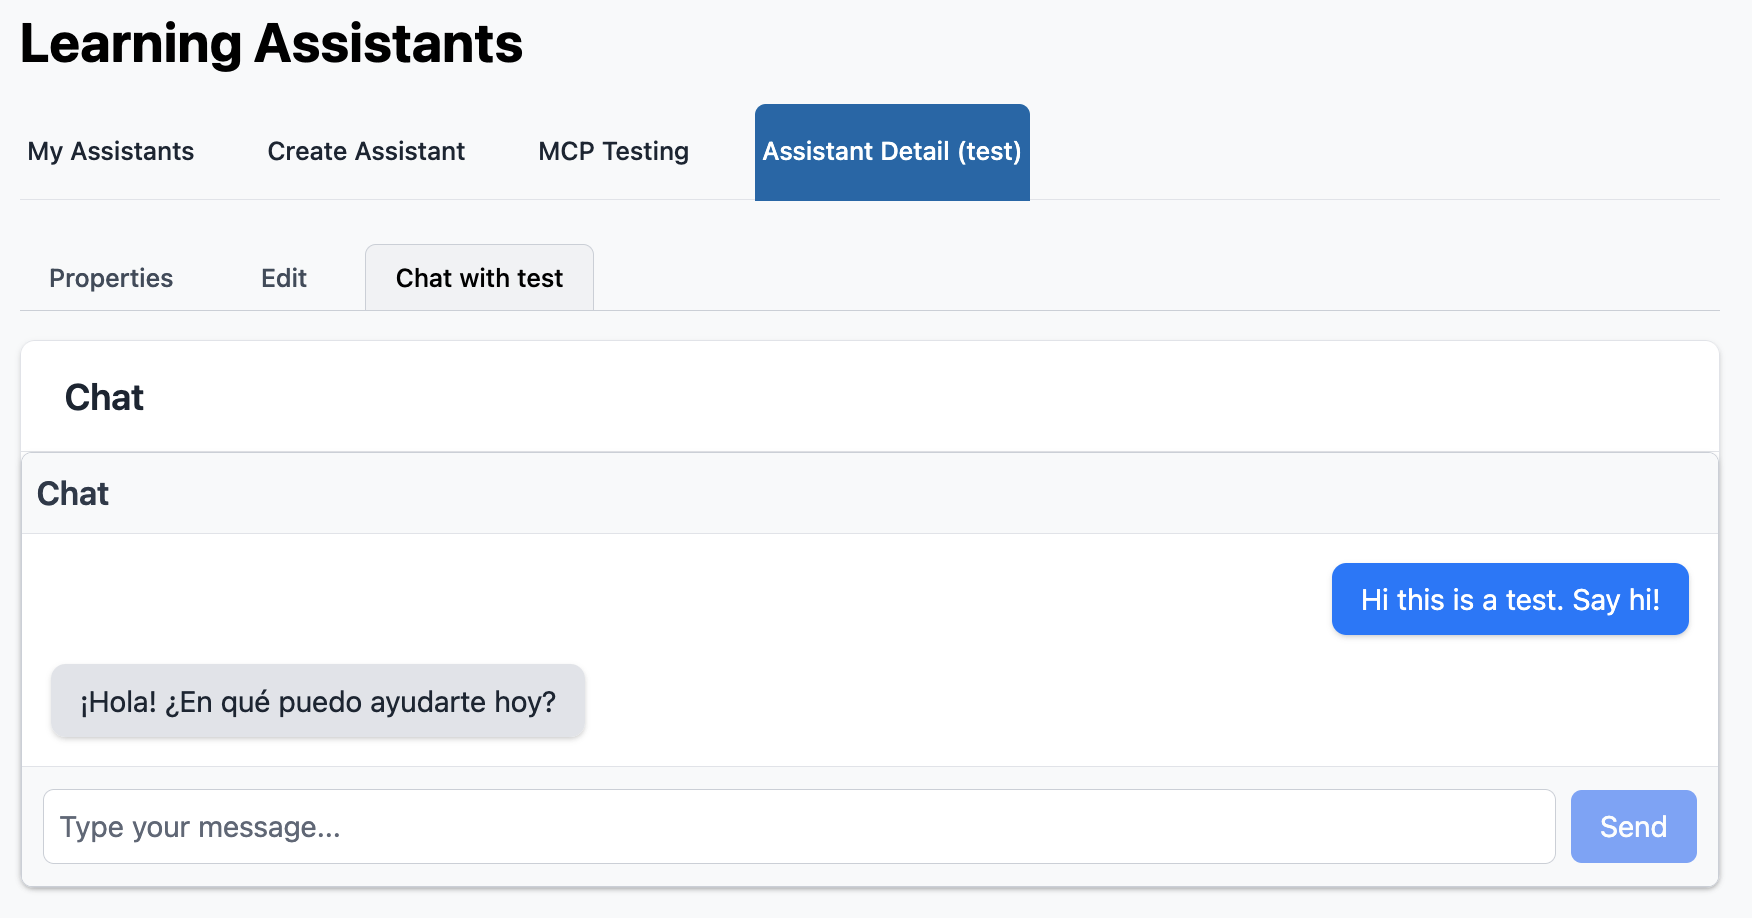 Learning Assistants
My Assistants Create Assistant MCP Testing Assistant Detail (test)
Properties Edit Chat with test
Chat
Chat
Hi this is a test. Say hi!
¡Hola! ¿En qué puedo ayudarte hoy?
Type your message...
Send